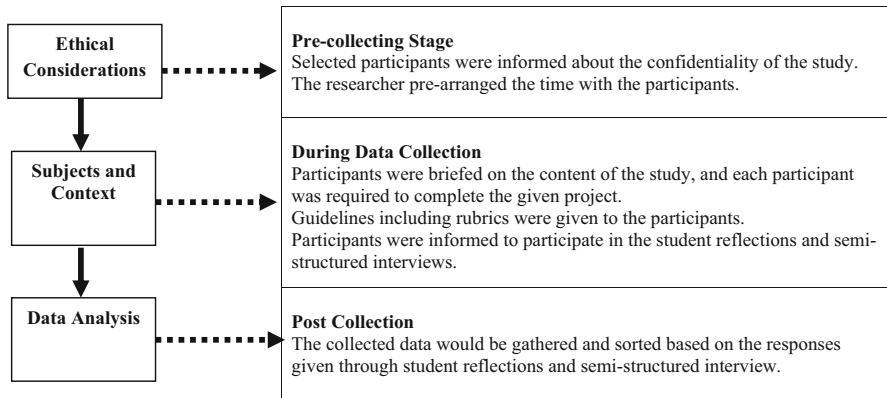 Ethical
Considerations
Pre-collecting Stage
Selected participants were informed about the confidentiality of the study.
The researcher pre-arranged the time with the participants.
Subjects and
Context
During Data Collection
Participants were briefed on the content of the study, and each participant
was required to complete the given project.
Guidelines including rubrics were given to the participants.
Participants were informed to participate in the student reflections and semi-
structured interviews.
Data Analysis
Post Collection
The collected data would be gathered and sorted based on the responses
given through student reflections and semi-structured interview.